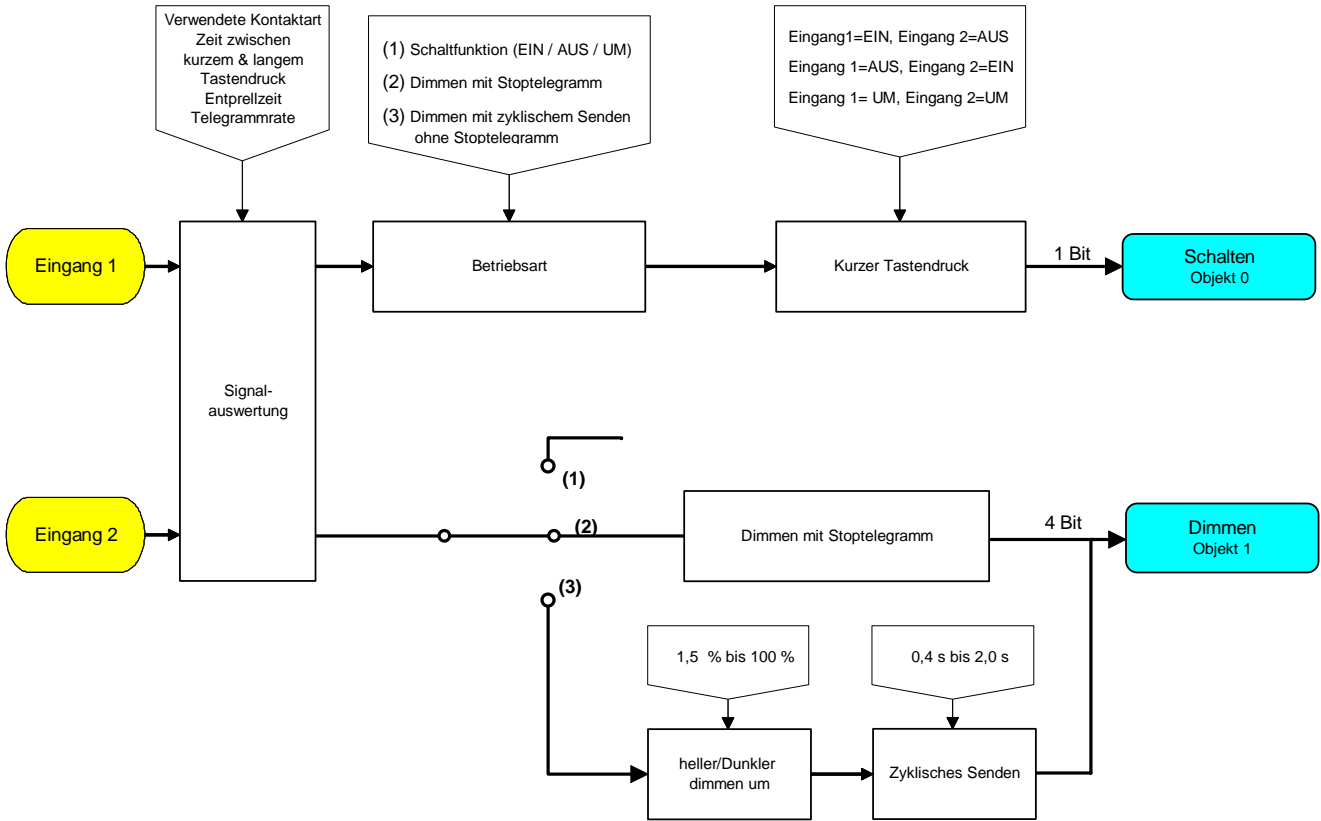 Verwendete Kontaktart
Zeit zwischen
kurzem & langem
Tastendruck
Entprellzeit
Telegrammrate
(1) Schaltfunktion (EIN / AUS / UM)
(2) Dimmen mit Stoptelegramm
(3) Dimmen mit zyklischem Senden
ohne Stoptelegramm
Eingang1=EIN, Eingang 2=AUS
Eingang 1=AUS, Eingang 2=EIN
Eingang 1= UM, Eingang 2=UM
Eingang 1
Betriebsart
Kurzer Tastendruck
1 Bit
Schalten
Objekt 0
Signal-
auswertung
(1)
Eingang 2
(2)
Dimmen mit Stoptelegramm
4 Bit
Dimmen
Objekt 1
(3)
1,5 % bis 100 %
0,4 s bis 2,0 s
heller/Dunkler
dimmen um
Zyklisches Senden